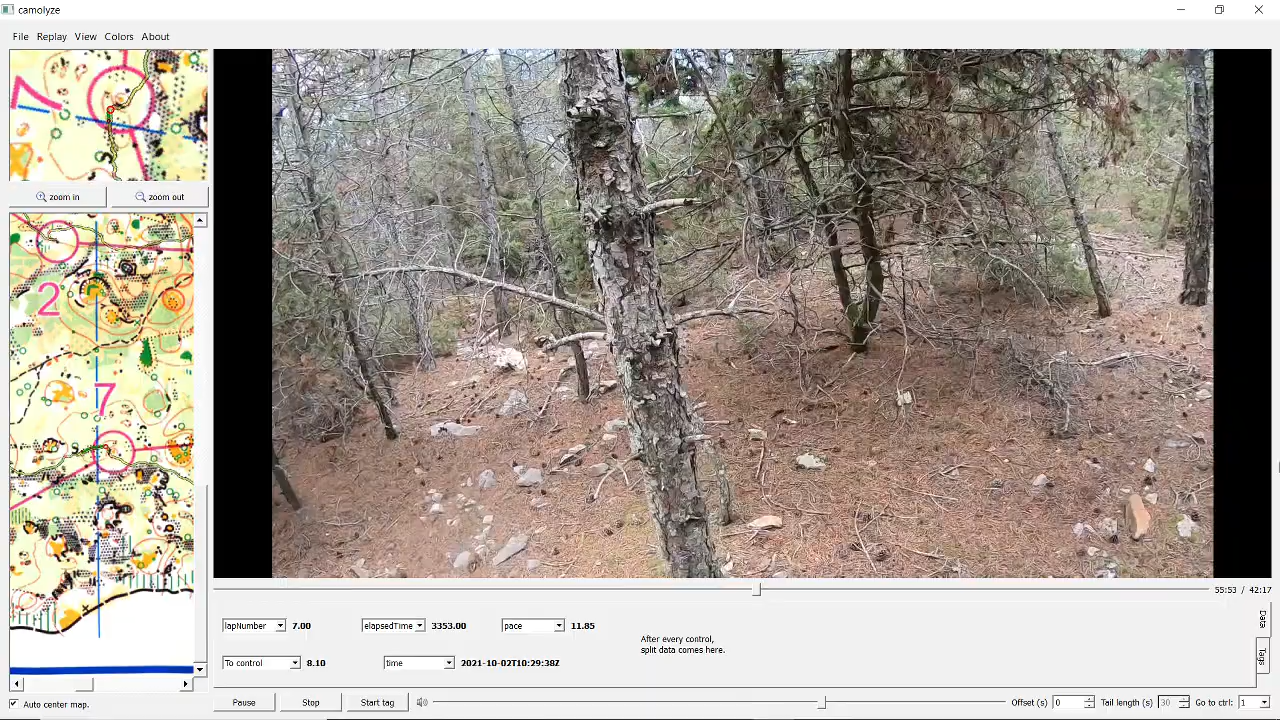 camolyze
File Replay View Colors About
7
zoom in zoom out
2
7
55:53 / 42:17
lapNumber 7.00 elapsedTime 3353.00 pace 11.85
After every control,
split data comes here.
To control 8.10 time 2021-10-02T10:29:38Z
Data
Tags
Auto center map.
Pause Stop Start tag Offset (s) 0 Tail length (s) 30 Go to ctrl: 1